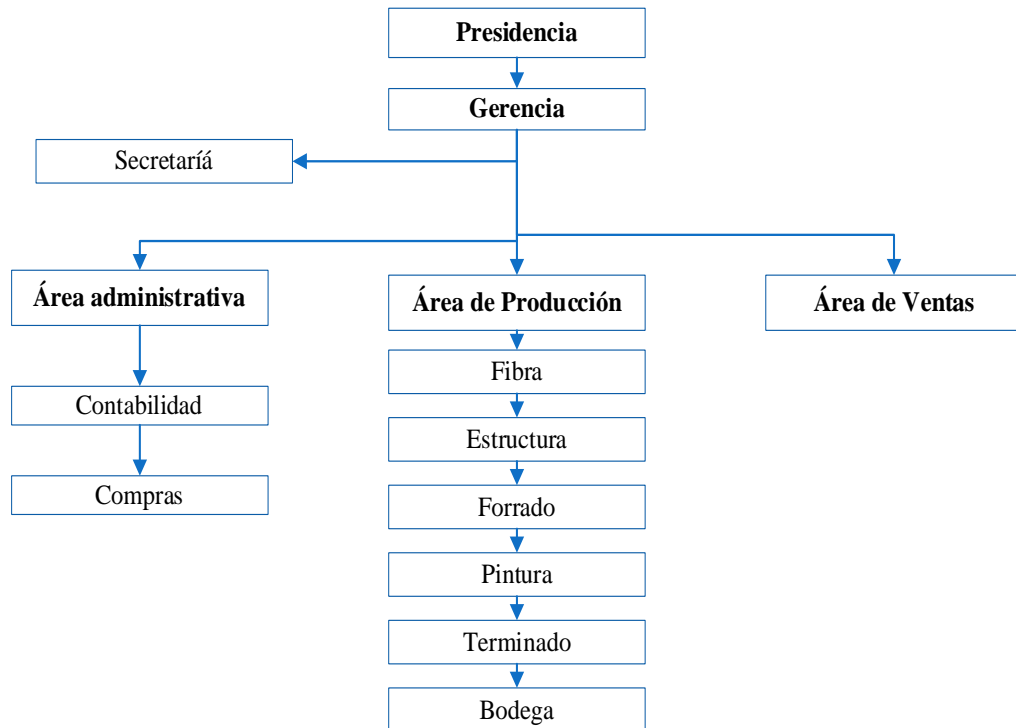 Presidencia
Gerencia
Secretaríá
Área administrativa
Área de Producción
Área de Ventas
Fibra
Contabilidad
Estructura
Compras
Forrado
Pintura
Terminado
Bodega